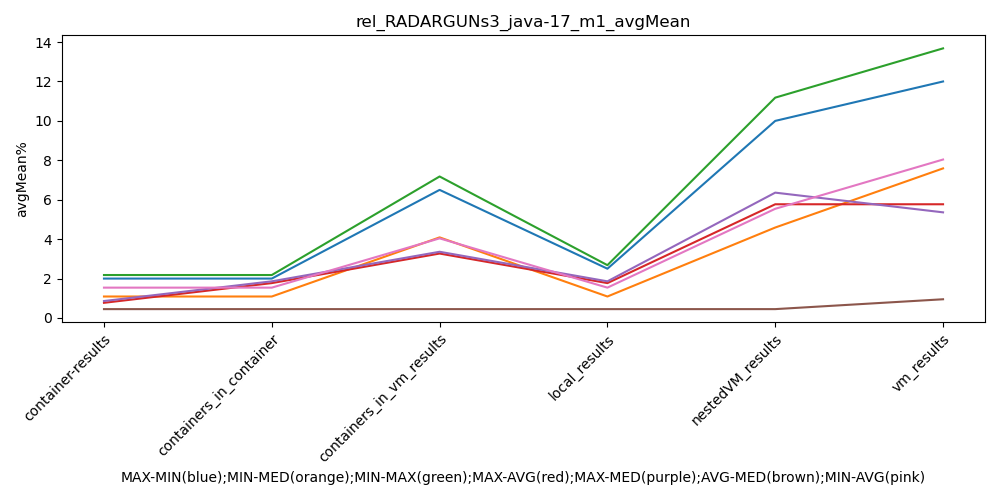 rel_RADARGUNs3_java-17_m1_avgMean
avgMean%
14
12
10
8
6
4
2
0
container-results
containers_in_container
containers_in_vm_results
local_results
nestedVM_results
vm_results
MAX-MIN(blue);MIN-MED(orange);MIN-MAX(green);MAX-AVG(red);MAX-MED(purple);AVG-MED(brown);MIN-AVG(pink)